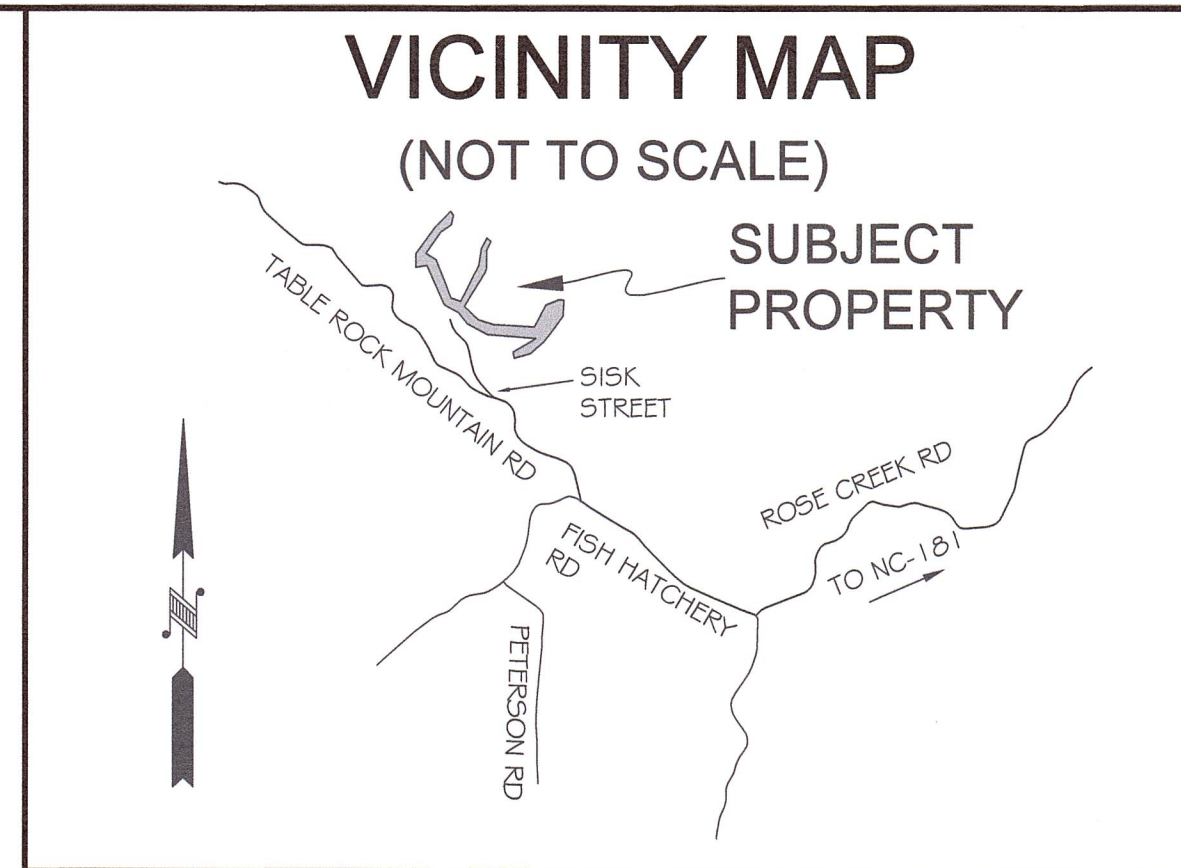 VICINITY MAP
(NOT TO SCALE)
SUBJECT
PROPERTY
TABLE ROCK MOUNTAIN RD
SISK
STREET
ROSE CREEK RD
FISH HATCHERY
RD
TO NC-181
PETERSON RD
N